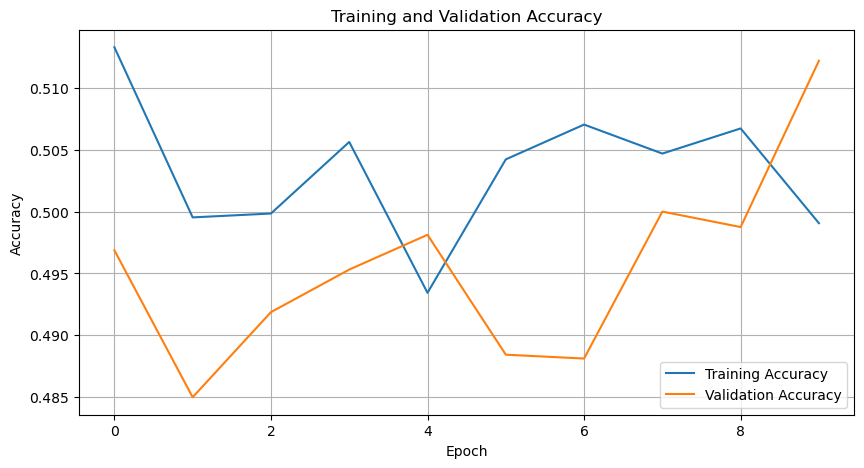 Training and Validation Accuracy
Accuracy
0.510
0.505
0.500
0.495
0.490
0.485
0 2 4 6 8
Epoch
Training Accuracy
Validation Accuracy